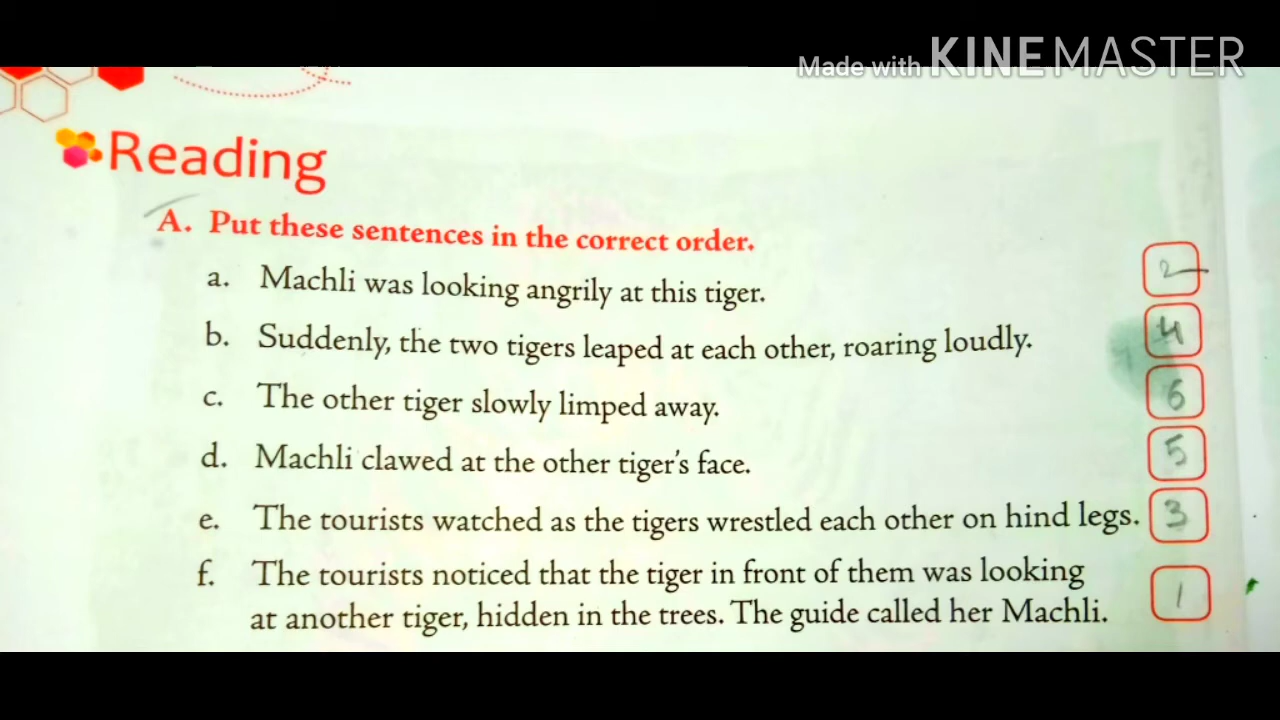 Made with KINEMASTER
Reading
A. Put these sentences in the correct order.
a. Machli was looking angrily at this tiger. 2
b. Suddenly, the two tigers leaped at each other, roaring loudly. 4
c. The other tiger slowly limped away. 6
d. Machli clawed at the other tiger's face. 5
e. The tourists watched as the tigers wrestled each other on hind legs. 3
f. The tourists noticed that the tiger in front of them was looking
at another tiger, hidden in the trees. The guide called her Machli. 1